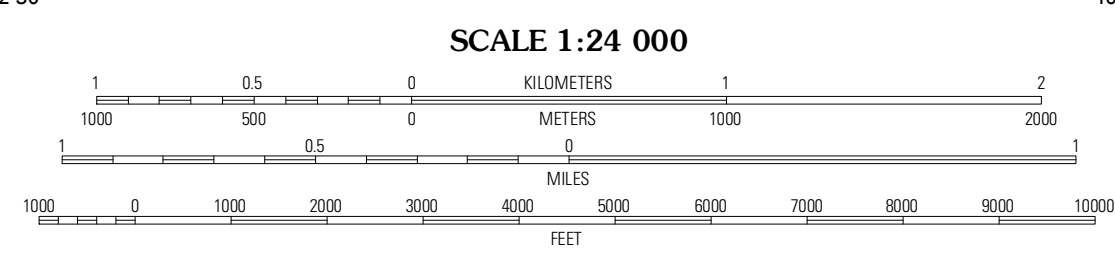 SCALE 1:24 000
1 0.5 0 KILOMETERS 1 2
1000 500 0 METERS 1000 2000
1 0.5 0 1
MILES
1000 0 1000 2000 3000 4000 5000 6000 7000 8000 9000 10000
FEET